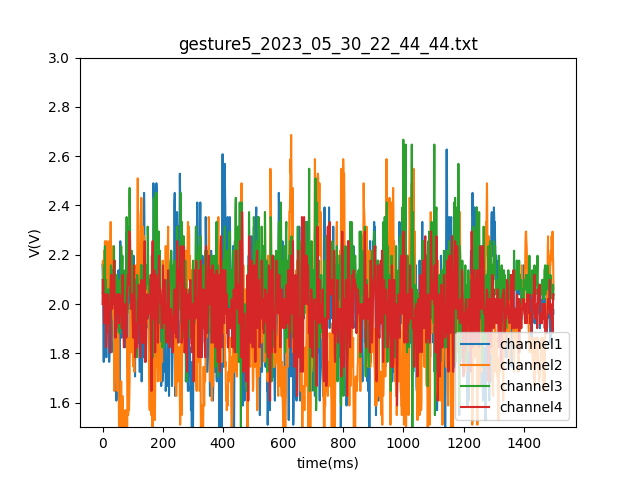 gesture5_2023_05_30_22_44_44.txt
3.0
2.8
2.6
2.4
2.2
2.0
1.8
1.6
V(V)
channel1
channel2
channel3
channel4
0 200 400 600 800 1000 1200 1400
time(ms)